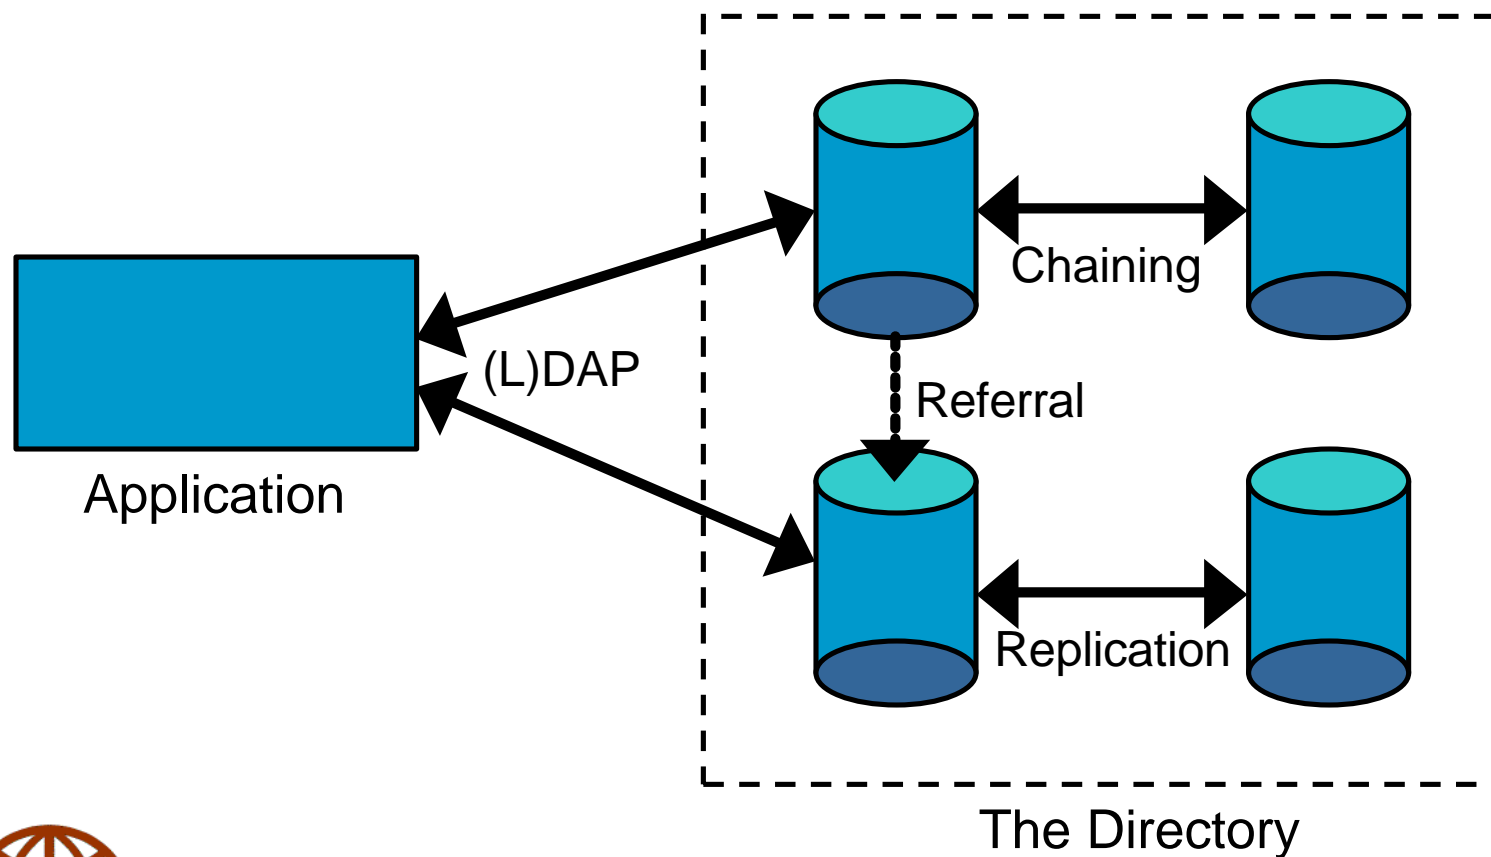 Chaining
(L)DAP
Referral
Application
Replication
The Directory